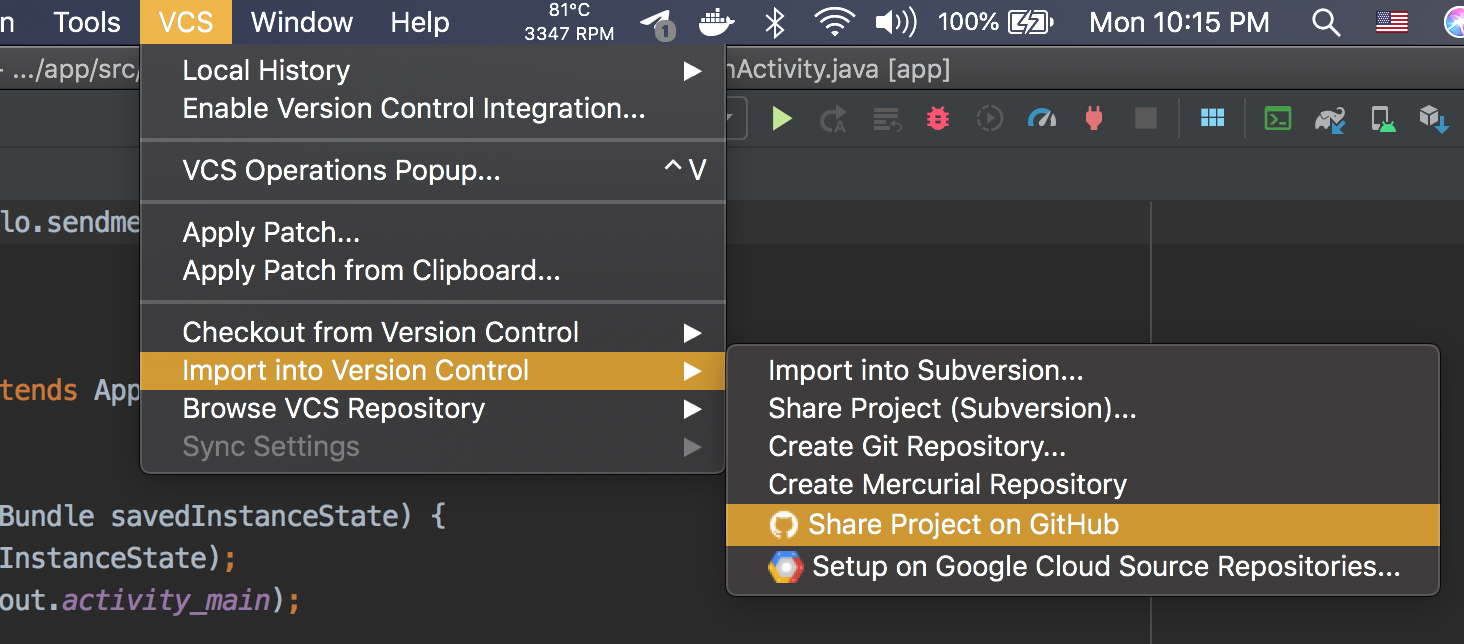 n Tools VCS Window Help 81°C 100% Mon 10:15 PM
3347 RPM 1
- .../app/src/ nActivity.java [app]
Local History
Enable Version Control Integration...
VCS Operations Popup... ^ V
lo.sendme
Apply Patch...
Apply Patch from Clipboard...
Checkout from Version Control
Import into Version Control Import into Subversion...
tends App
Browse VCS Repository Share Project (Subversion)...
Sync Settings Create Git Repository...
Create Mercurial Repository
Bundle savedInstanceState) { Share Project on GitHub
InstanceState); Setup on Google Cloud Source Repositories...
out.activity_main);